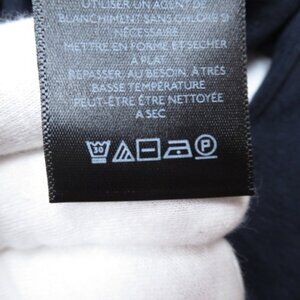 UTILISER UN AGENT DE
BLANCHIMENT SANS CHLORE SI
NÉCESSAIRE
METTRE EN FORME ET SÉCHER
À PLAT
REPASSER, AU BESOIN, À TRÈS
BASSE TEMPÉRATURE
PEUT-ÊTRE ÊTRE NETTOYÉE
A SEC
30 P